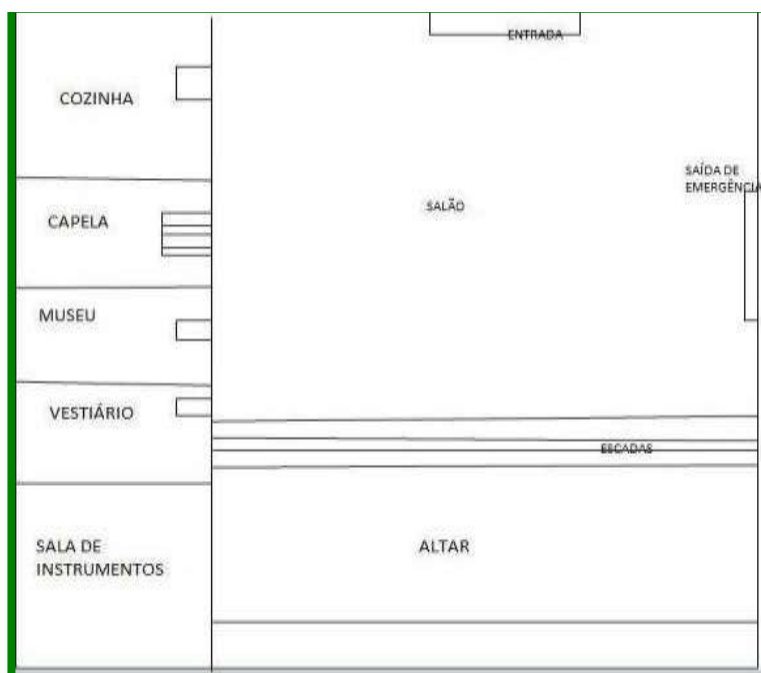 ENTRADA
COZINHA
SAÍDA DE
EMERGÊNCIA
SALÃO
CAPELA
MUSEU
VESTIÁRIO
ESCADAS
SALA DE
INSTRUMENTOS
ALTAR